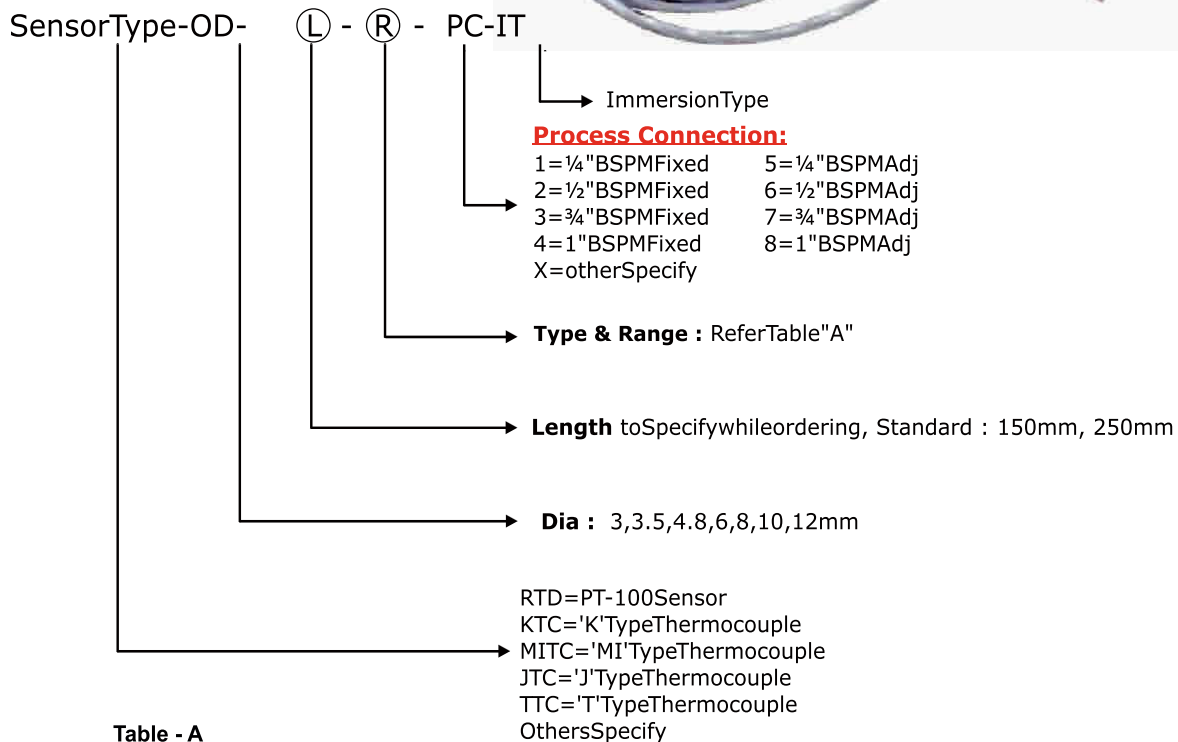 SensorType-OD- L - R - PC-IT
ImmersionType
Process Connection:
1=¼"BSPMFixed 5=¼"BSPMAdj
2=½"BSPMFixed 6=½"BSPMAdj
3=¾"BSPMFixed 7=¾"BSPMAdj
4=1"BSPMFixed 8=1"BSPMAdj
X=otherSpecify
Type & Range : ReferTable"A"
Length toSpecifywhileordering, Standard : 150mm, 250mm
Dia : 3,3.5,4.8,6,8,10,12mm
RTD=PT-100Sensor
KTC='K'TypeThermocouple
MITC='MI'TypeThermocouple
JTC='J'TypeThermocouple
TTC='T'TypeThermocouple
OthersSpecify
Table - A